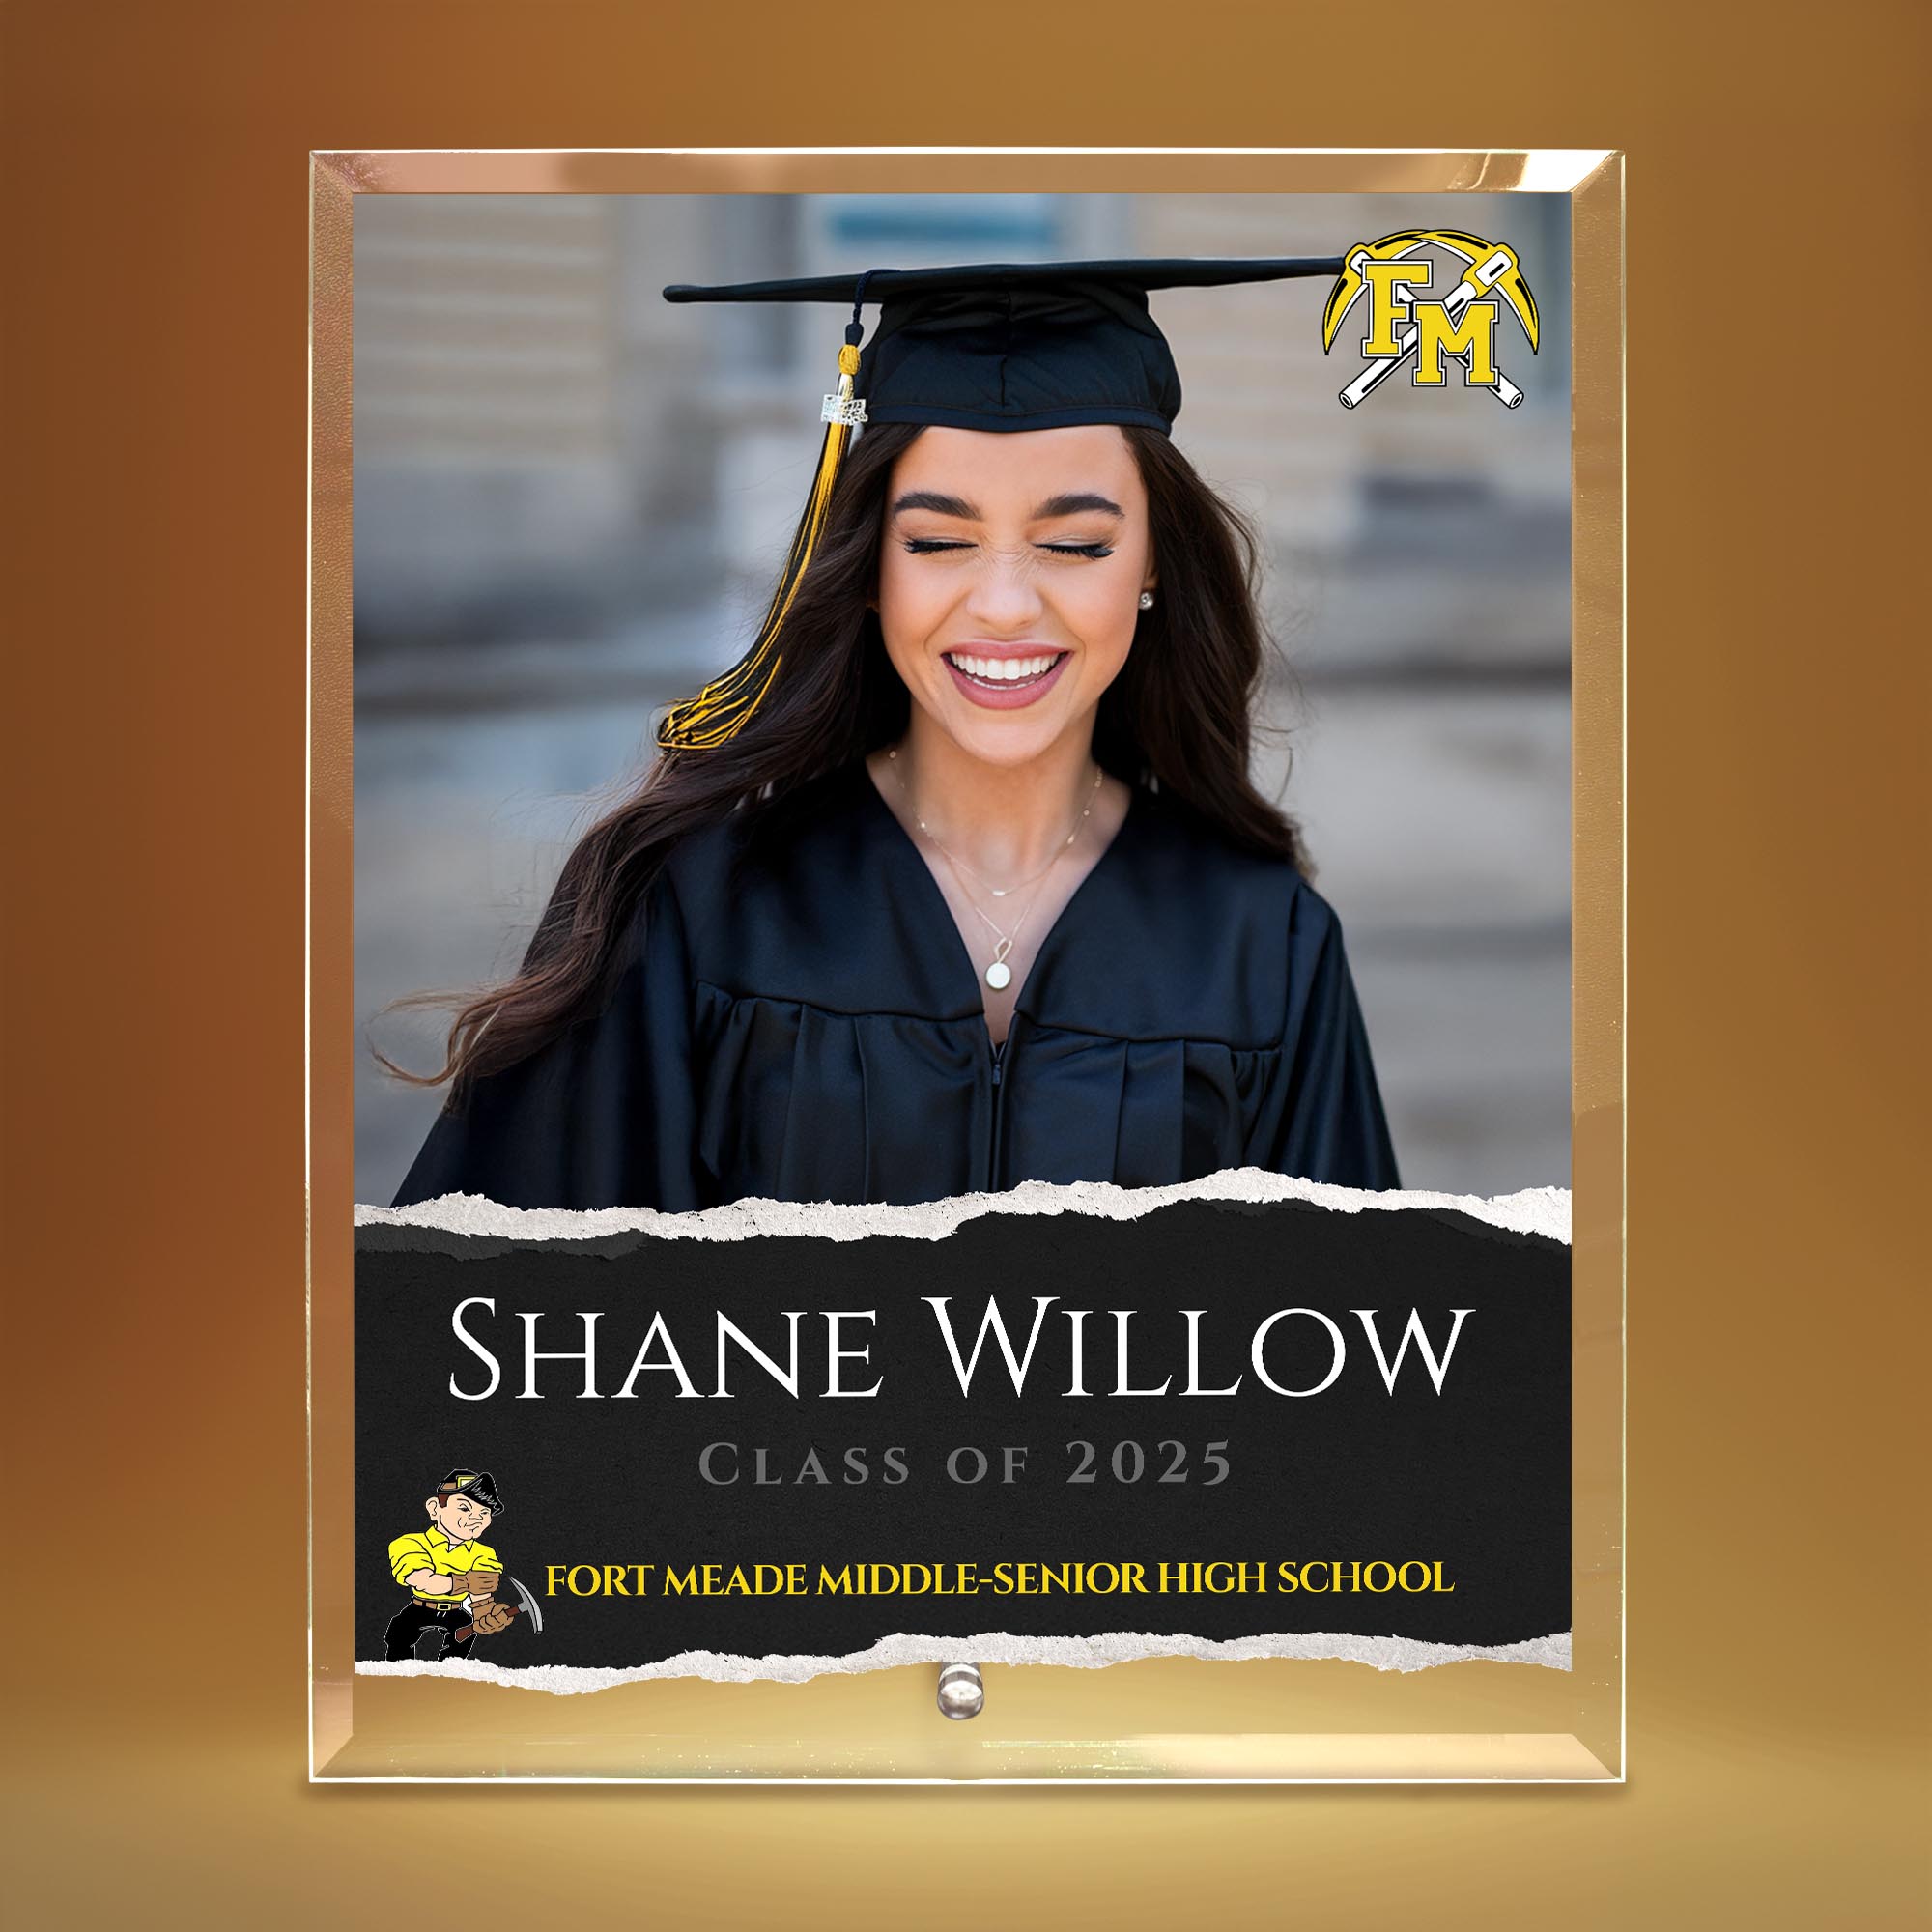 FM
SHANE WILLOW
CLASS OF 2025
FORT MEADE MIDDLE-SENIOR HIGH SCHOOL